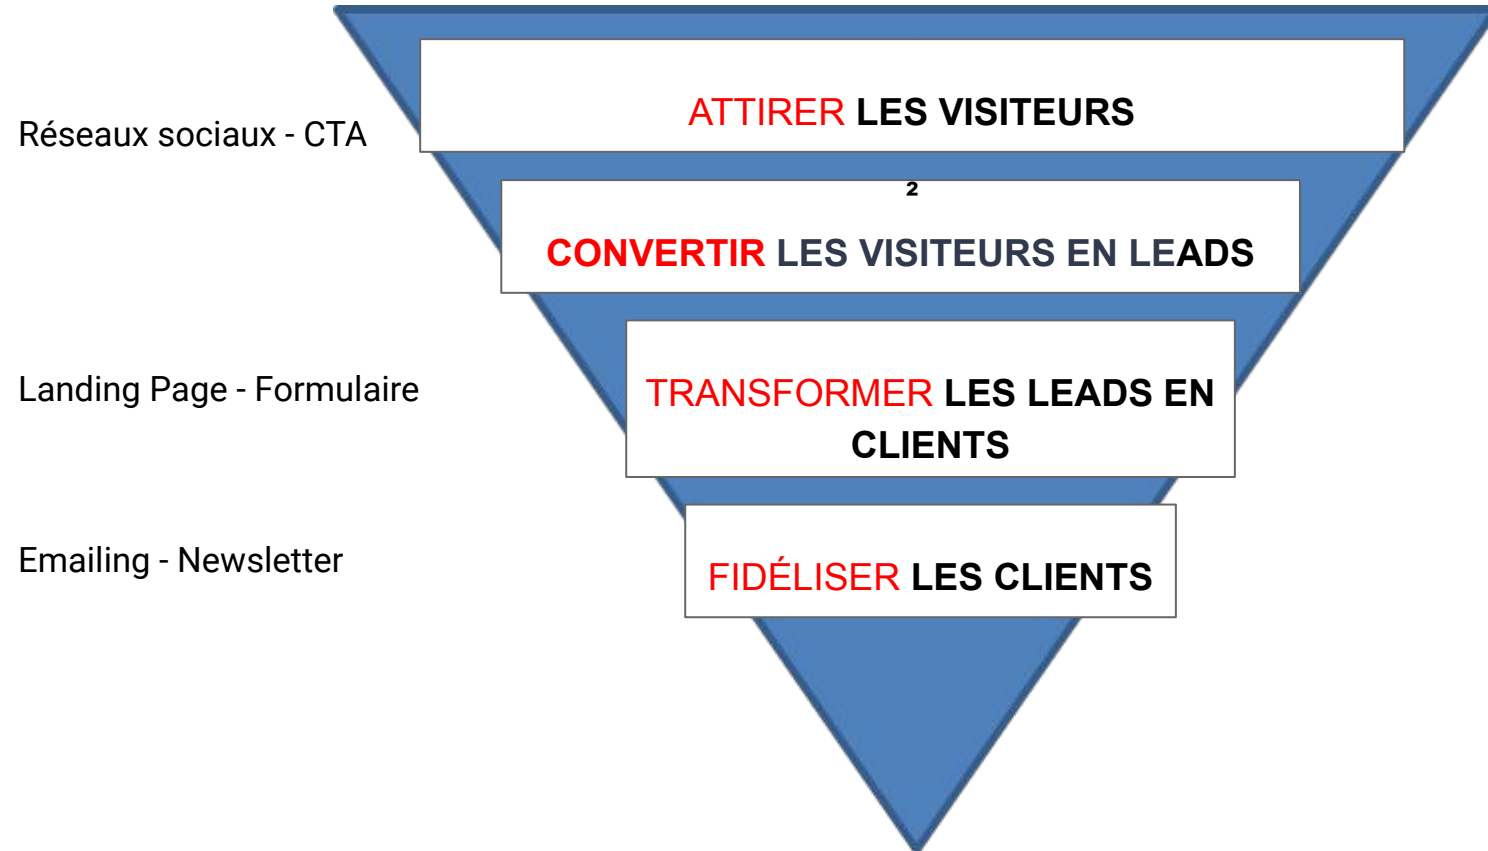 ATTIRER LES VISITEURS
Réseaux sociaux - CTA
2
CONVERTIR LES VISITEURS EN LEADS
Landing Page - Formulaire
TRANSFORMER LES LEADS EN
CLIENTS
Emailing - Newsletter
FIDÉLISER LES CLIENTS